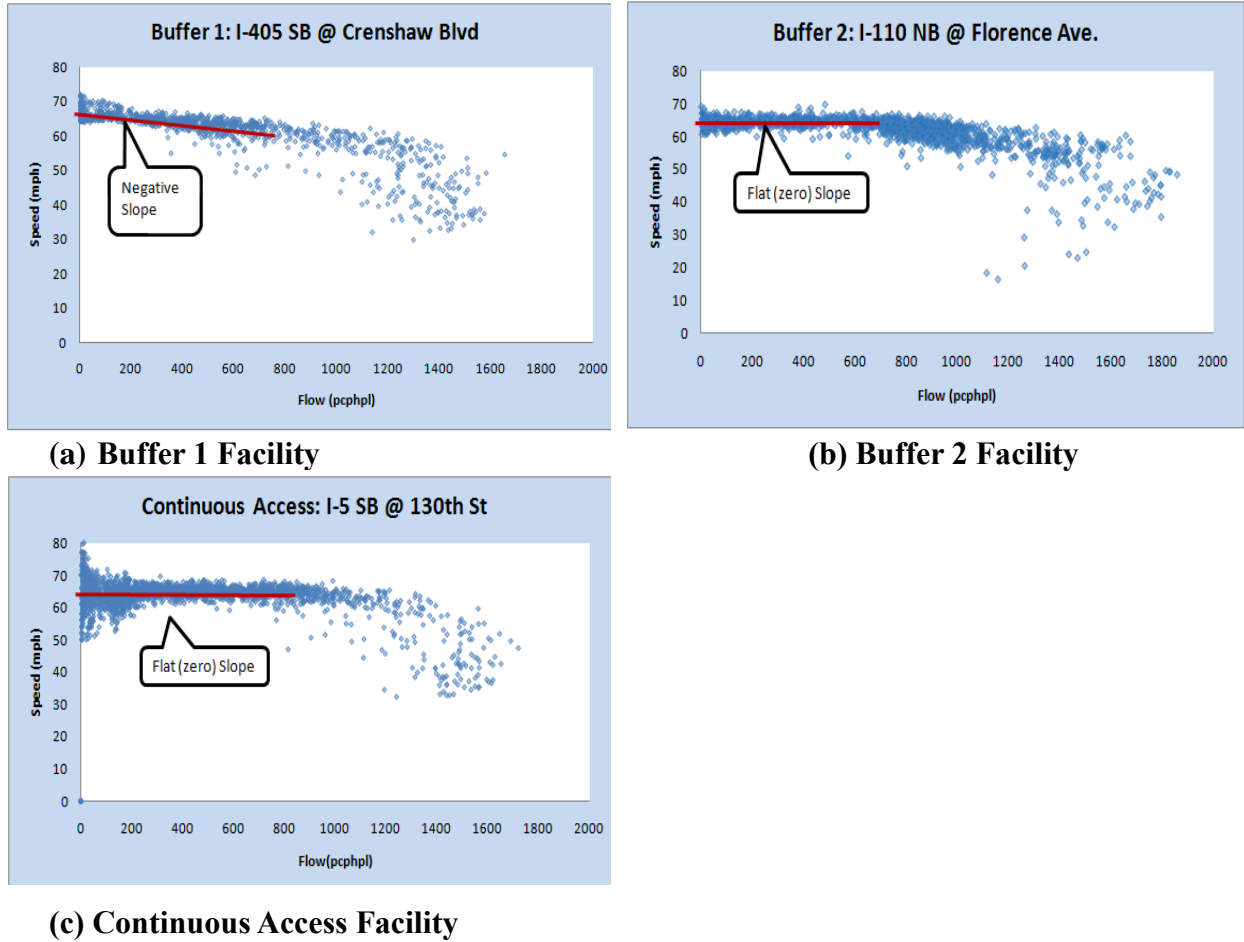 Buffer 1: I-405 SB @ Crenshaw Blvd
80
70
60
50
40
30
20
10
0
Speed (mph)
Negative
Slope
0 200 400 600 800 1000 1200 1400 1600 1800 2000
Flow (pcphpl)
(a) Buffer 1 Facility
Buffer 2: I-110 NB @ Florence Ave.
80
70
60
50
40
30
20
10
0
Speed (mph)
Flat (zero) Slope
0 200 400 600 800 1000 1200 1400 1600 1800 2000
Flow (pcphpl)
(b) Buffer 2 Facility
Continuous Access: I-5 SB @ 130th St
80
70
60
50
40
30
20
10
0
Speed (mph)
Flat (zero) Slope
0 200 400 600 800 1000 1200 1400 1600 1800 2000
Flow(pcphpl)
(c) Continuous Access Facility